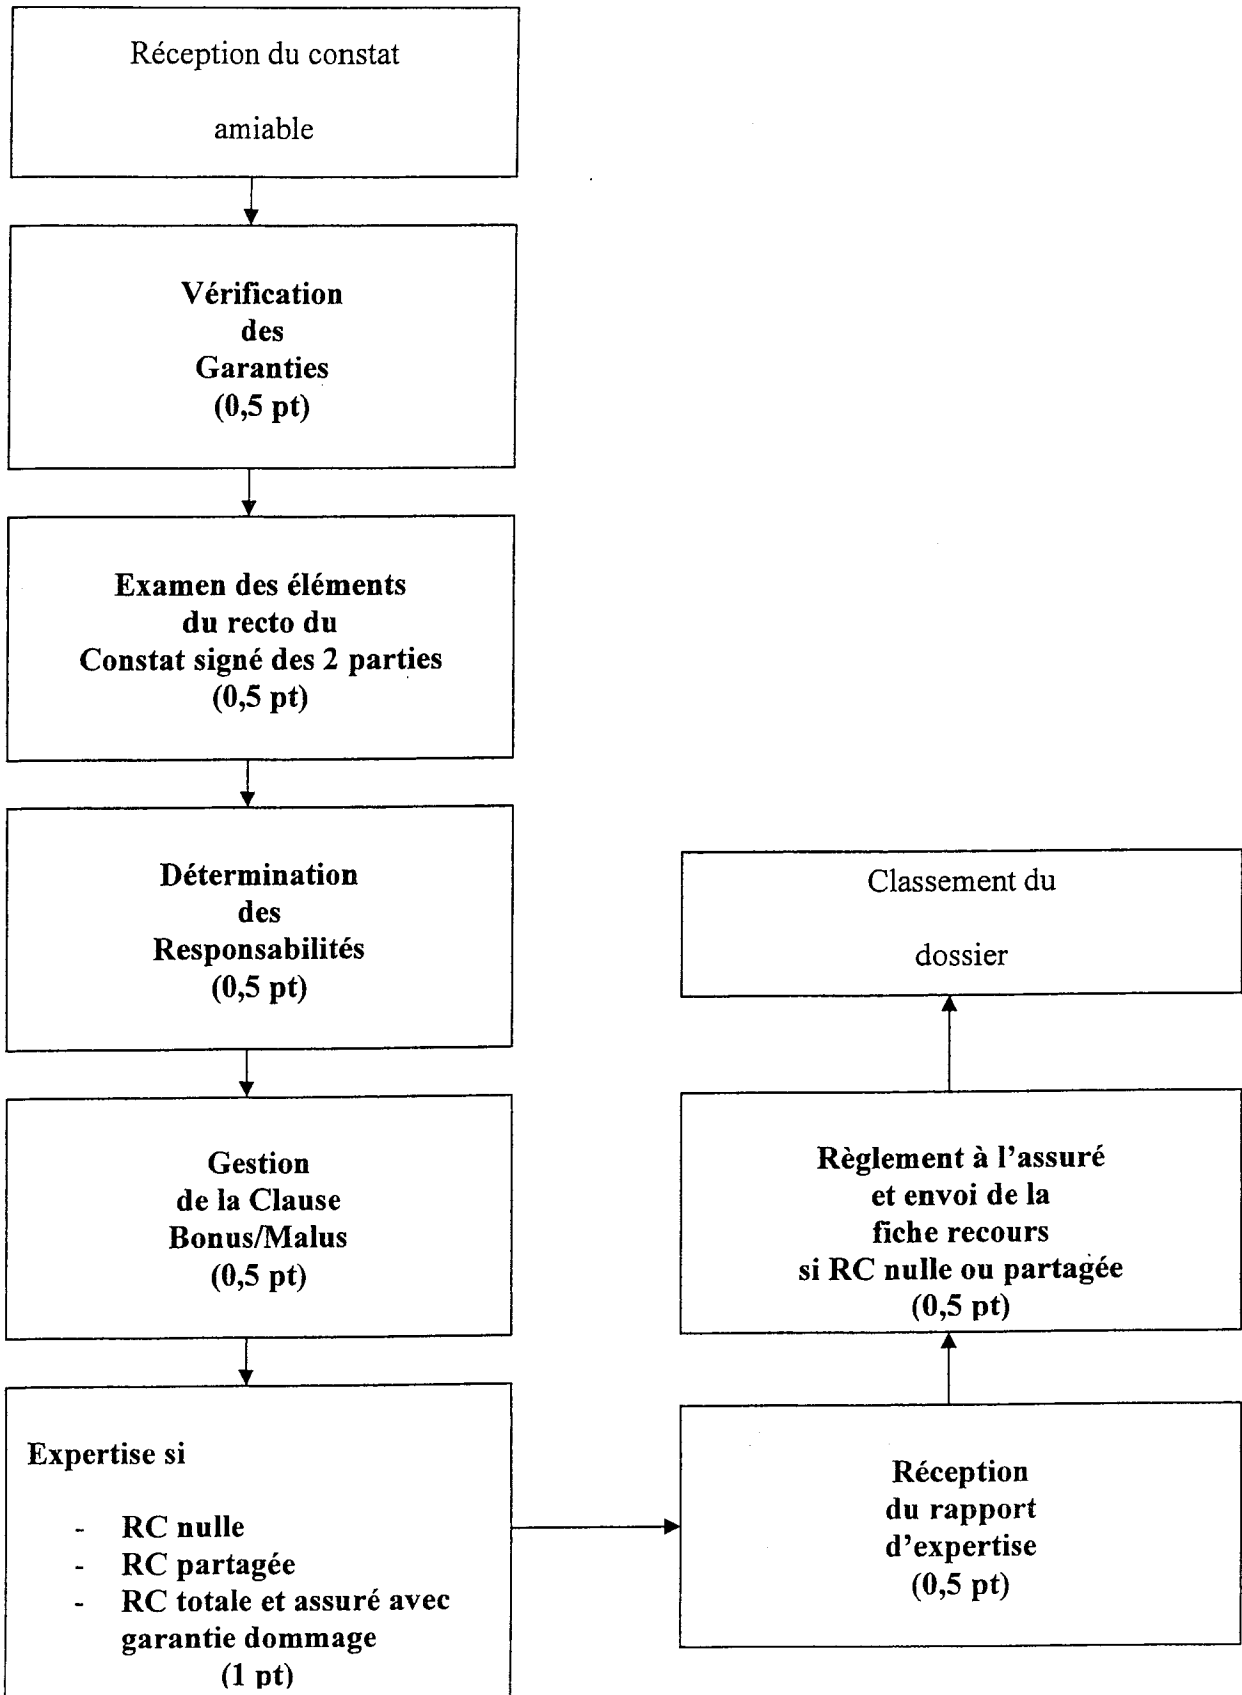 Réception du constat
amiable
Vérification
des
Garanties
(0,5 pt)
Examen des éléments
du recto du
Constat signé des 2 parties
(0,5 pt)
Détermination
des
Responsabilités
(0,5 pt)
Gestion
de la Clause
Bonus/Malus
(0,5 pt)
Expertise si
- RC nulle
- RC partagée
- RC totale et assuré avec
garantie dommage
(1 pt)
Réception
du rapport
d'expertise
(0,5 pt)
Règlement à l'assuré
et envoi de la
fiche recours
si RC nulle ou partagée
(0,5 pt)
Classement du
dossier